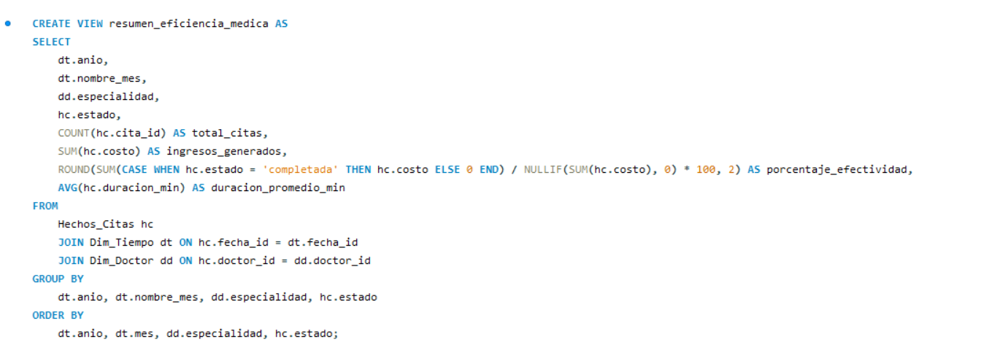 CREATE VIEW resumen_eficiencia_medica AS
SELECT
    dt.anio,
    dt.nombre_mes,
    dd.especialidad,
    hc.estado,
    COUNT(hc.cita_id) AS total_citas,
    SUM(hc.costo) AS ingresos_generados,
    ROUND(SUM(CASE WHEN hc.estado = 'completada' THEN hc.costo ELSE 0 END) / NULLIF(SUM(hc.costo), 0) * 100, 2) AS porcentaje_efectividad,
    AVG(hc.duracion_min) AS duracion_promedio_min
FROM
    Hechos_Citas hc
    JOIN Dim_Tiempo dt ON hc.fecha_id = dt.fecha_id
    JOIN Dim_Doctor dd ON hc.doctor_id = dd.doctor_id
GROUP BY
    dt.anio, dt.nombre_mes, dd.especialidad, hc.estado
ORDER BY
    dt.anio, dt.mes, dd.especialidad, hc.estado;